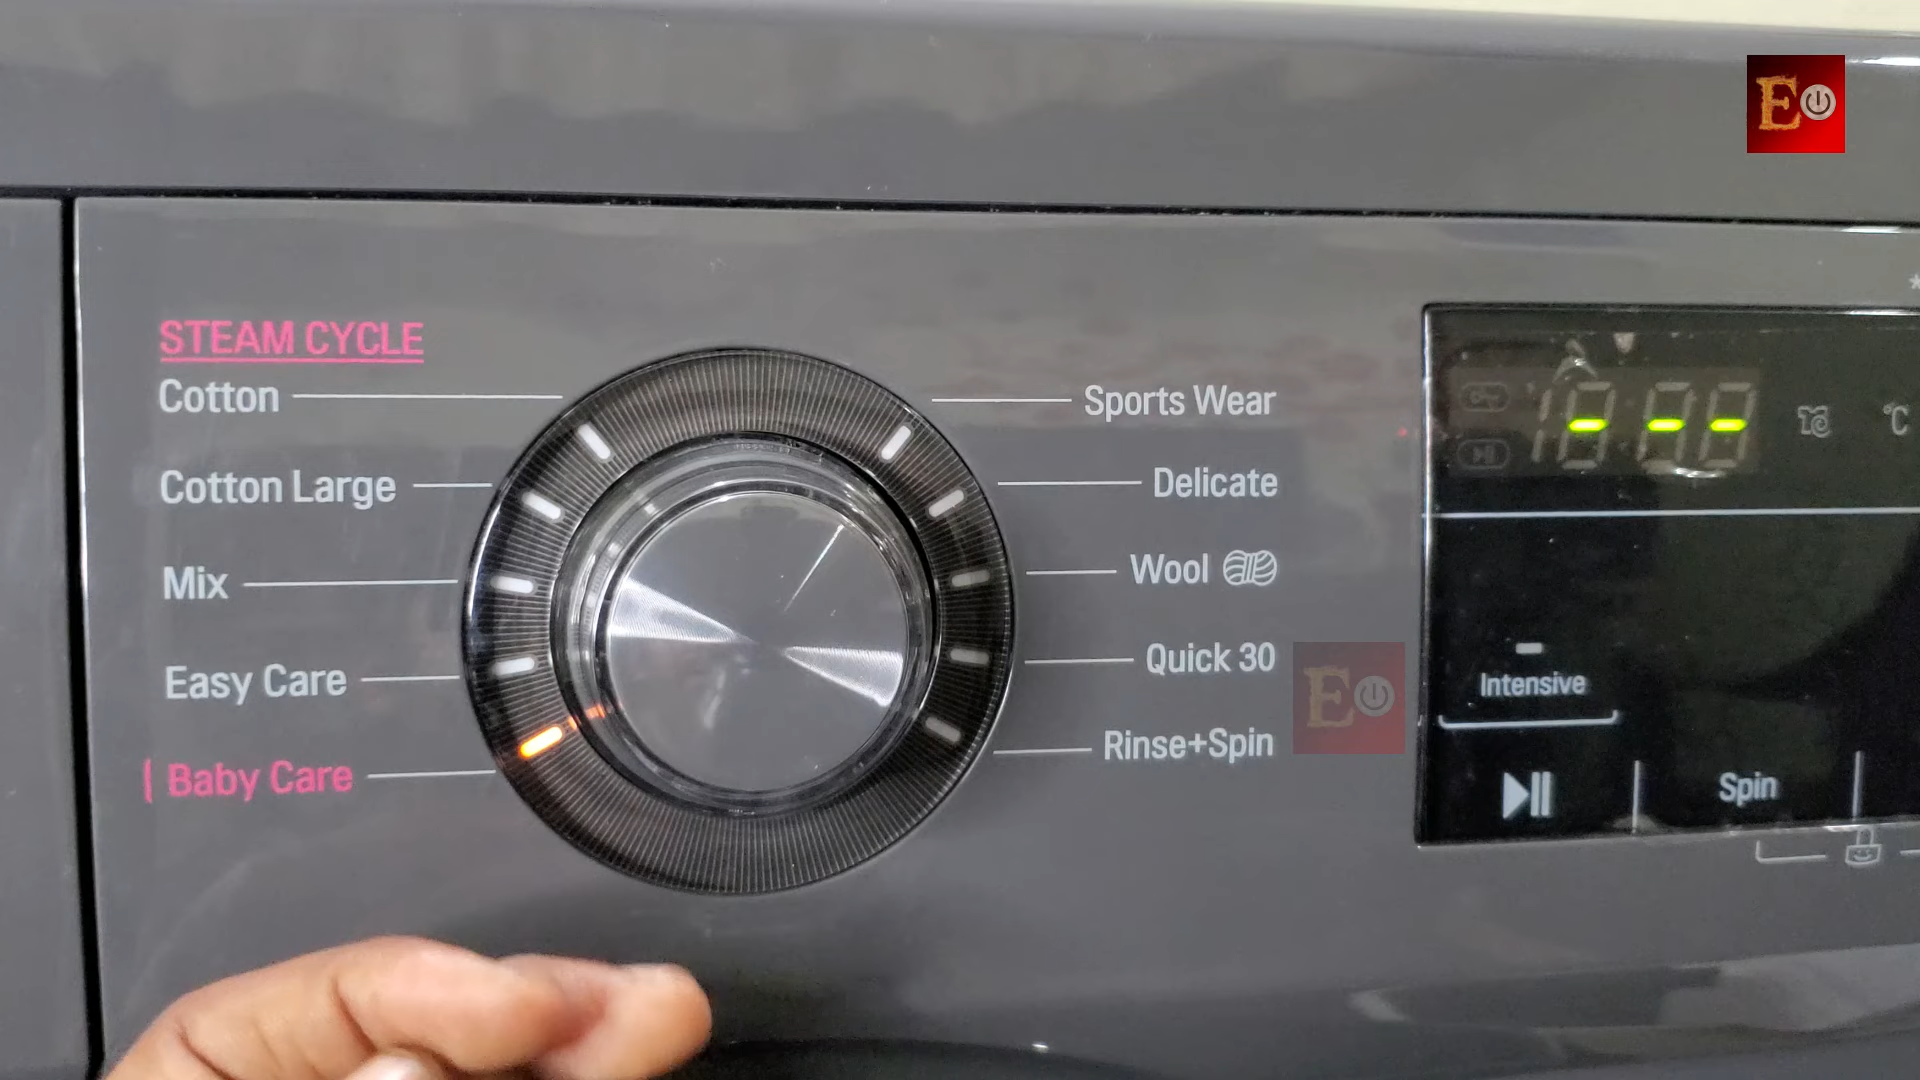 E
STEAM CYCLE
Cotton
Cotton Large
Mix
Easy Care
Baby Care
Sports Wear
Delicate
Wool
Quick 30
Rinse+Spin
E
- - -
°C
Intensive
Spin